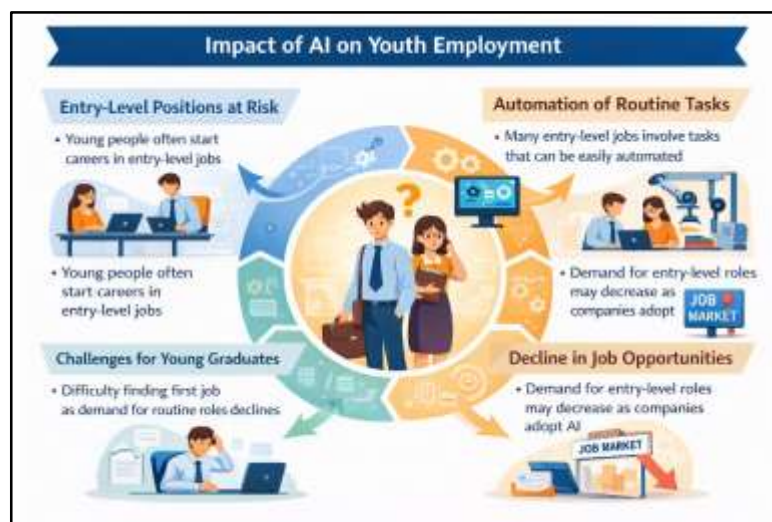 Impact of AI on Youth Employment
Entry-Level Positions at Risk
• Young people often start
careers in entry-level jobs
• Young people often
start careers in
entry-level jobs
Automation of Routine Tasks
• Many entry-level jobs involve tasks
that can be easily automated
• Demand for entry-level roles
may decrease as
companies adopt
JOB
MARKET
?
Challenges for Young Graduates
• Difficulty finding first job
as demand for routine roles declines
Decline in Job Opportunities
• Demand for entry-level roles
may decrease as companies
adopt AI
JOB MARKET